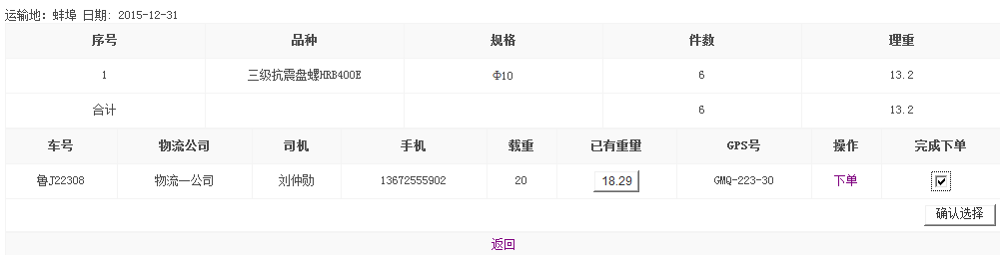 运输地：蚌埠 日期: 2015-12-31
序号 品种 规格 件数 理重
1 三级抗震盘螺HRB400E Φ10 6 13.2
合计 6 13.2
车号 物流公司 司机 手机 载重 已有重量 GPS号 操作 完成下单
鲁J22308 物流一公司 刘仲勋 13672555902 20 18.29 GMQ-223-30 下单
确认选择
返回